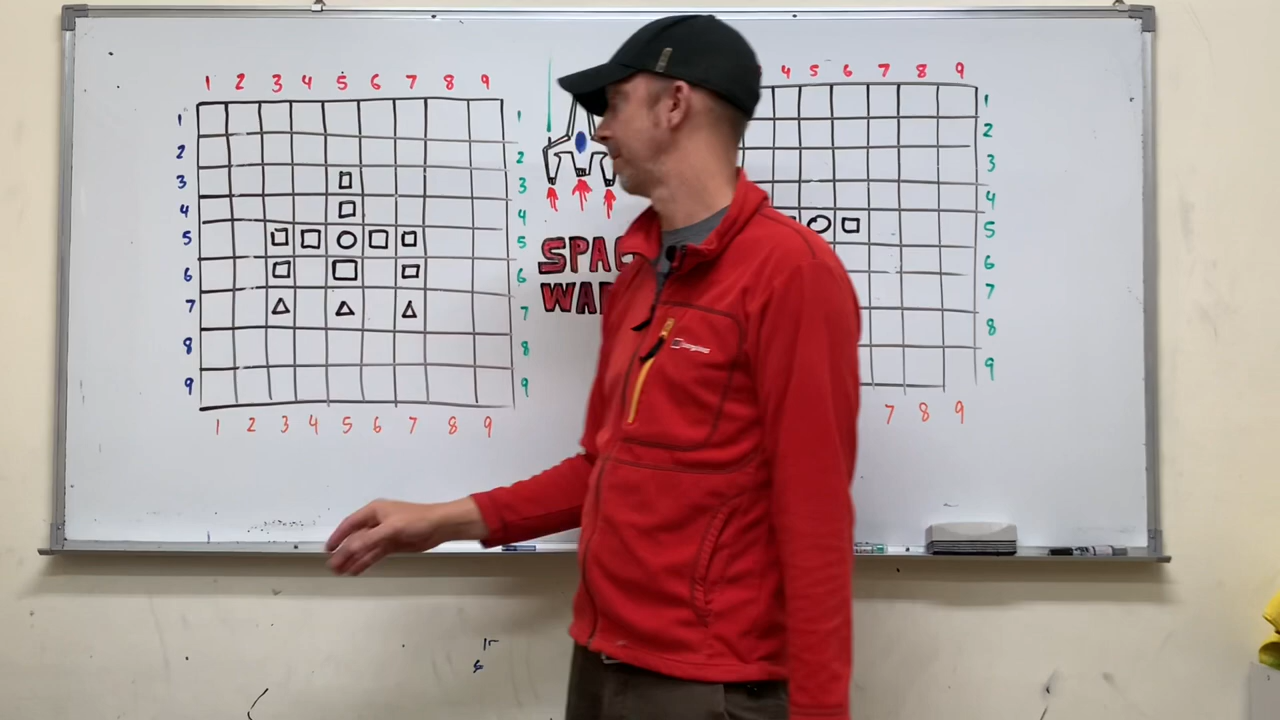 1 2 3 4 5 6 7 8 9
4 5 6 7 8 9
1 1 1
2 2 2
3 3 3
4 4 4
5 5 5
6 6 6
7 7 7
8 8 8
9 9 9
SPAC
WAR
1 2 3 4 5 6 7 8 9
7 8 9